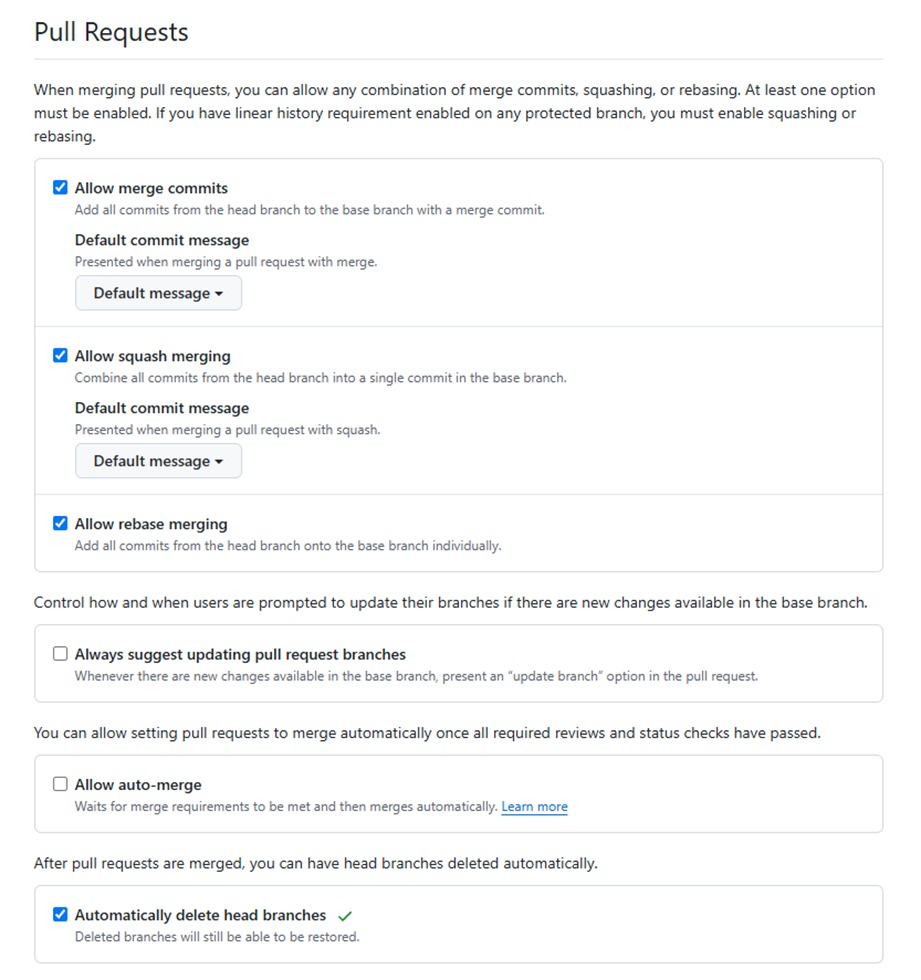 Pull Requests
When merging pull requests, you can allow any combination of merge commits, squashing, or rebasing. At least one option
must be enabled. If you have linear history requirement enabled on any protected branch, you must enable squashing or
rebasing.
Allow merge commits
Add all commits from the head branch to the base branch with a merge commit.
Default commit message
Presented when merging a pull request with merge.
Default message
Allow squash merging
Combine all commits from the head branch into a single commit in the base branch.
Default commit message
Presented when merging a pull request with squash.
Default message
Allow rebase merging
Add all commits from the head branch onto the base branch individually.
Control how and when users are prompted to update their branches if there are new changes available in the base branch.
Always suggest updating pull request branches
Whenever there are new changes available in the base branch, present an “update branch” option in the pull request.
You can allow setting pull requests to merge automatically once all required reviews and status checks have passed.
Allow auto-merge
Waits for merge requirements to be met and then merges automatically. Learn more
After pull requests are merged, you can have head branches deleted automatically.
Automatically delete head branches
Deleted branches will still be able to be restored.